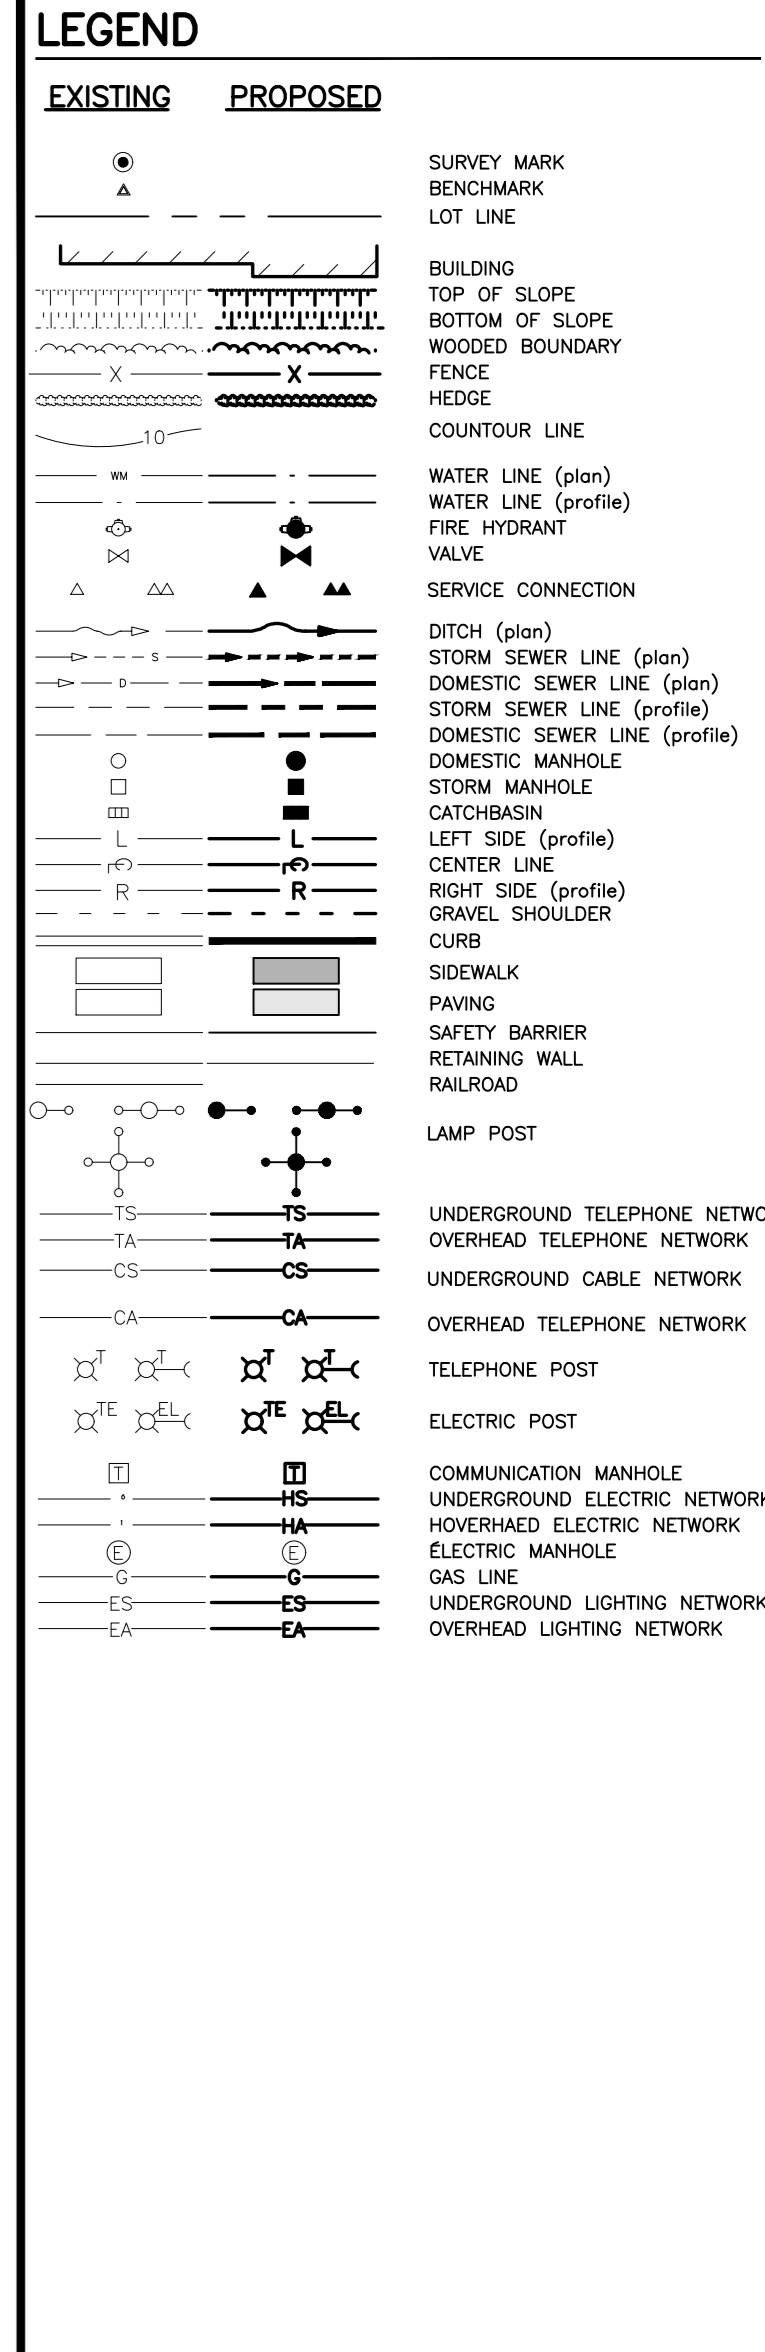 LEGEND
EXISTING PROPOSED
SURVEY MARK
BENCHMARK
LOT LINE
BUILDING
TOP OF SLOPE
BOTTOM OF SLOPE
WOODED BOUNDARY
X X FENCE
HEDGE
10 COUNTOUR LINE
WM WATER LINE (plan)
WATER LINE (profile)
FIRE HYDRANT
VALVE
SERVICE CONNECTION
DITCH (plan)
S STORM SEWER LINE (plan)
D DOMESTIC SEWER LINE (plan)
STORM SEWER LINE (profile)
DOMESTIC SEWER LINE (profile)
DOMESTIC MANHOLE
STORM MANHOLE
CATCHBASIN
L L LEFT SIDE (profile)
CENTER LINE
R R RIGHT SIDE (profile)
GRAVEL SHOULDER
CURB
SIDEWALK
PAVING
SAFETY BARRIER
RETAINING WALL
RAILROAD
LAMP POST
TS TS UNDERGROUND TELEPHONE NETWO
TA TA OVERHEAD TELEPHONE NETWORK
CS CS UNDERGROUND CABLE NETWORK
CA CA OVERHEAD TELEPHONE NETWORK
T T T T TELEPHONE POST
TE EL TE EL ELECTRIC POST
T T COMMUNICATION MANHOLE
HS UNDERGROUND ELECTRIC NETWORK
HA HOVERHAED ELECTRIC NETWORK
E E ÉLECTRIC MANHOLE
G G GAS LINE
ES ES UNDERGROUND LIGHTING NETWORK
EA EA OVERHEAD LIGHTING NETWORK